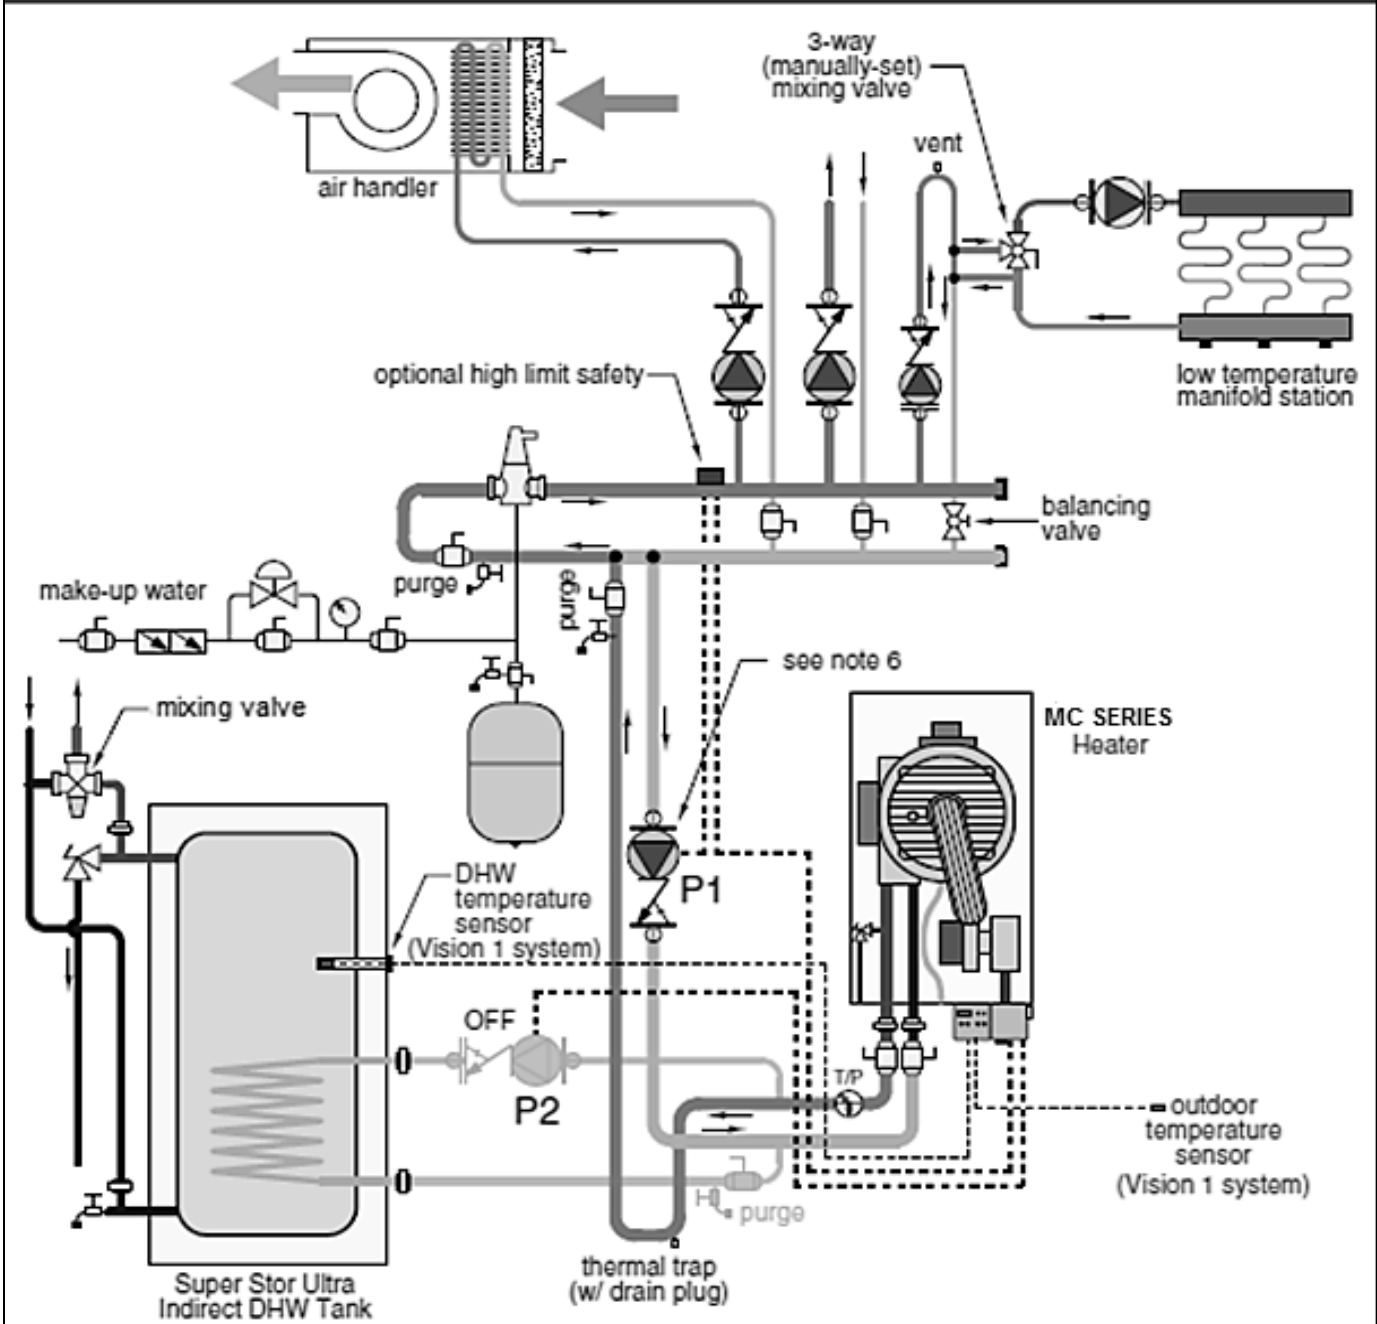 3-way
(manually-set)
mixing valve
vent
air handler
optional high limit safety
low temperature
manifold station
balancing
valve
purge
purge
make-up water
see note 6
mixing valve
MC SERIES
Heater
DHW
temperature
sensor
(Vision 1 system)
P1
OFF
P2
T/P
outdoor
temperature
sensor
(Vision 1 system)
purge
thermal trap
(w/ drain plug)
Super Stor Ultra
Indirect DHW Tank